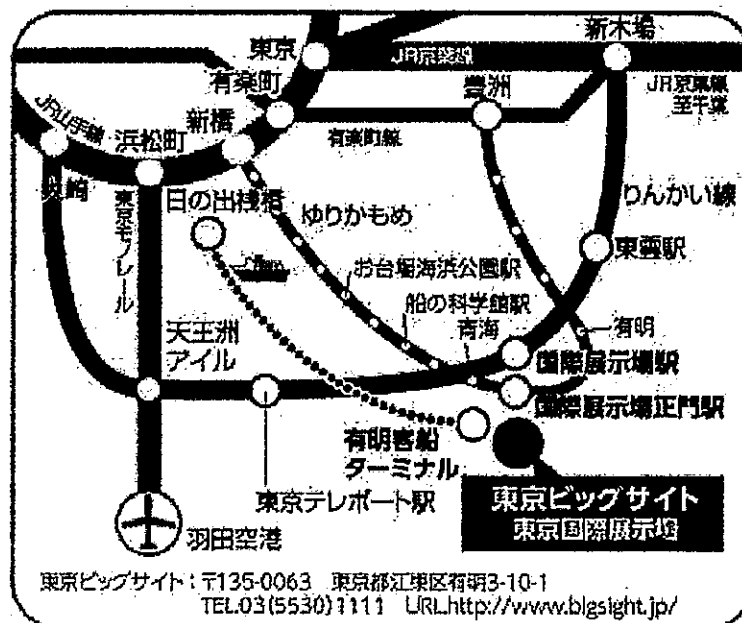 東京
新木場
JR京葉線
有楽町
豊洲
JR京葉線
至千葉
JR山手線
新橋
有楽町線
浜松町
大崎
日の出桟橋
ゆりかもめ
りんかい線
東京モノレール
東雲駅
お台場海浜公園駅
船の科学館駅
有明
青海
天王洲
アイル
国際展示場駅
国際展示場正門駅
有明客船
ターミナル
東京テレポート駅
東京ビッグサイト
東京国際展示場
羽田空港
東京ビッグサイト:〒135-0063 東京都江東区有明3-10-1
TEL.03(5530)1111 URL.http://www.bigsight.jp/